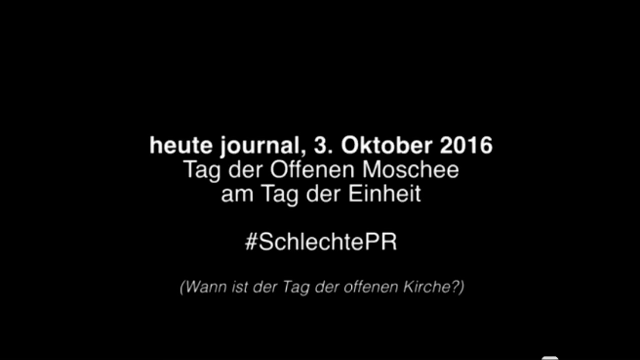 heute journal, 3. Oktober 2016
Tag der Offenen Moschee
am Tag der Einheit
#SchlechtePR
(Wann ist der Tag der offenen Kirche?)